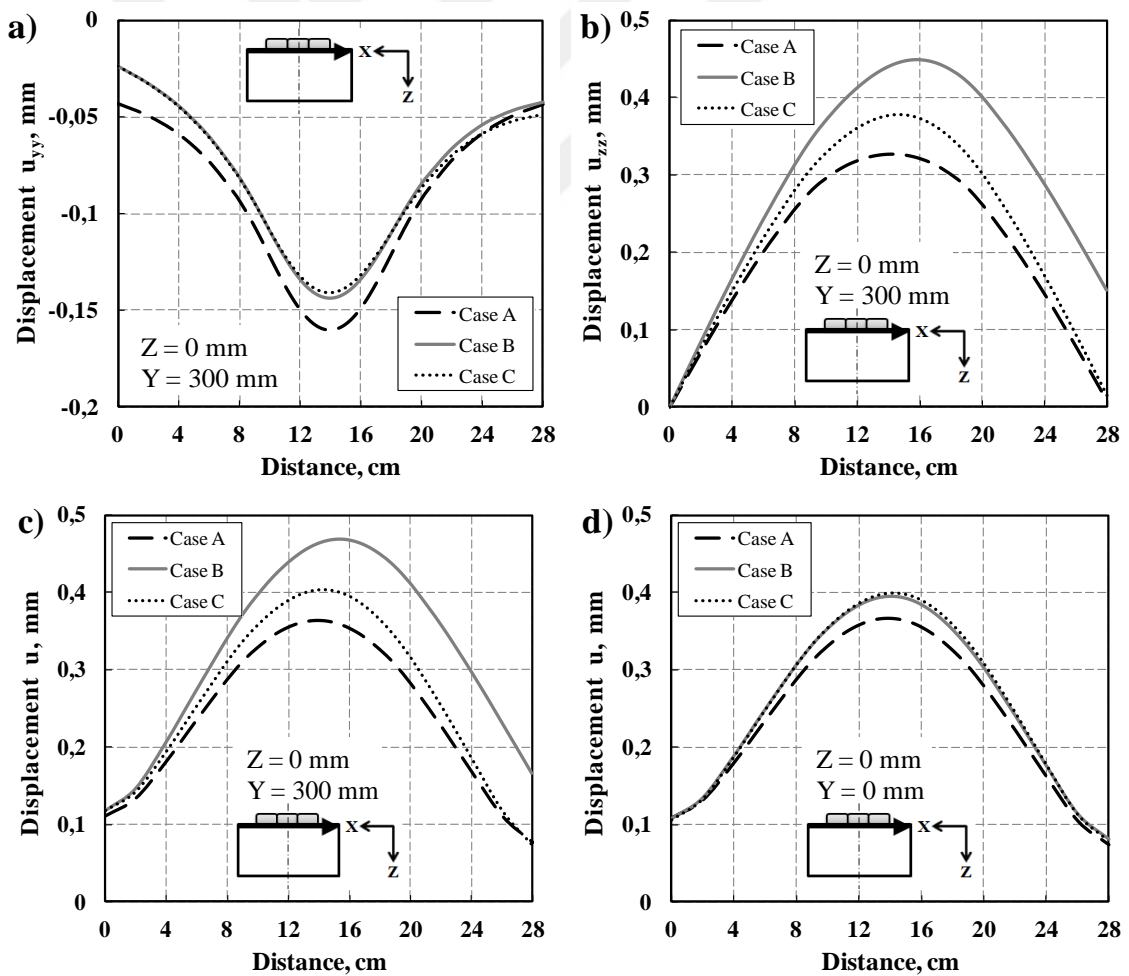 a)
0
-0,05
-0,1
-0,15
-0,2
Displacement u_yy, mm
X
Z
Z = 0 mm
Y = 300 mm
Case A
Case B
Case C
0 4 8 12 16 20 24 28
Distance, cm
b)
0,5
0,4
0,3
0,2
0,1
0
Displacement u_zz, mm
Case A
Case B
Case C
Z = 0 mm
Y = 300 mm
X
Z
0 4 8 12 16 20 24 28
Distance, cm
c)
0,5
0,4
0,3
0,2
0,1
0
Displacement u, mm
Case A
Case B
Case C
Z = 0 mm
Y = 300 mm
X
Z
0 4 8 12 16 20 24 28
Distance, cm
d)
0,5
0,4
0,3
0,2
0,1
0
Displacement u, mm
Case A
Case B
Case C
Z = 0 mm
Y = 0 mm
X
Z
0 4 8 12 16 20 24 28
Distance, cm